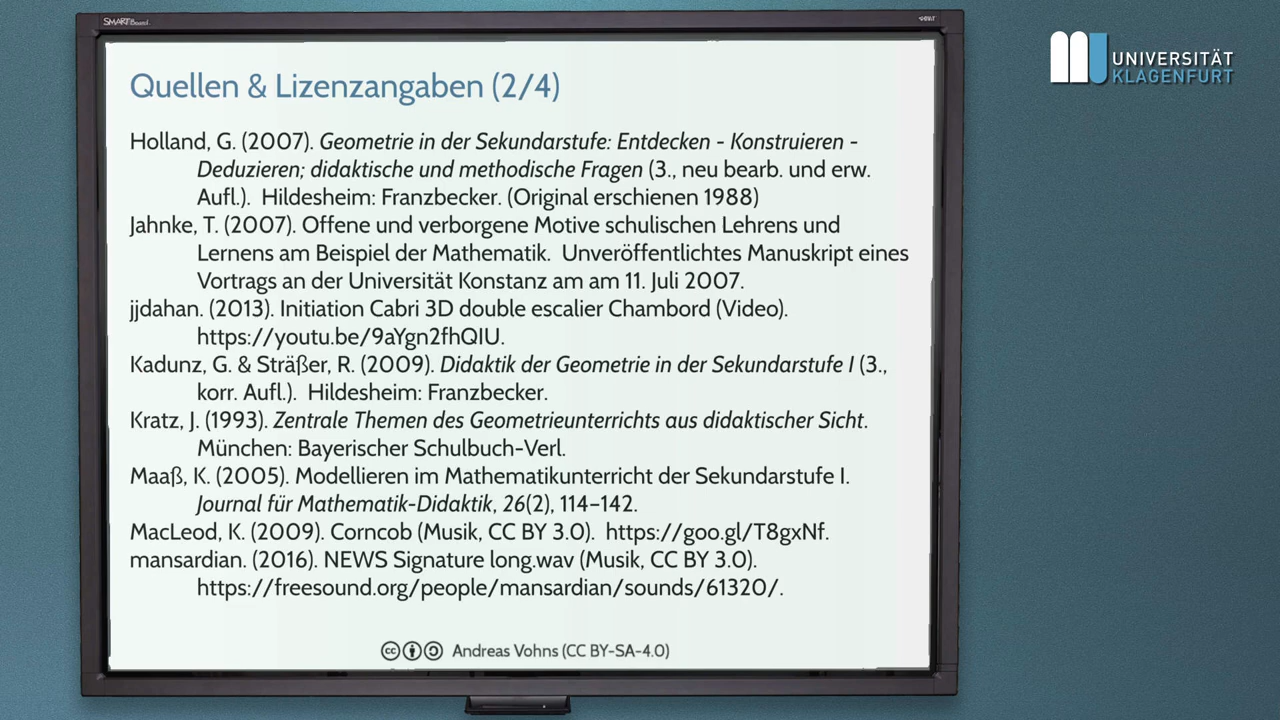 SMART Board
UNIVERSITÄT
KLAGENFURT
Quellen & Lizenzangaben (2/4)
Holland, G. (2007). Geometrie in der Sekundarstufe: Entdecken - Konstruieren -
Deduzieren; didaktische und methodische Fragen (3., neu bearb. und erw.
Aufl.). Hildesheim: Franzbecker. (Original erschienen 1988)
Jahnke, T. (2007). Offene und verborgene Motive schulischen Lehrens und
Lernens am Beispiel der Mathematik. Unveröffentlichtes Manuskript eines
Vortrags an der Universität Konstanz am am 11. Juli 2007.
jjdahan. (2013). Initiation Cabri 3D double escalier Chambord (Video).
https://youtu.be/9aYgn2fhQIU.
Kadunz, G. & Sträßer, R. (2009). Didaktik der Geometrie in der Sekundarstufe I (3.,
korr. Aufl.). Hildesheim: Franzbecker.
Kratz, J. (1993). Zentrale Themen des Geometrieunterrichts aus didaktischer Sicht.
München: Bayerischer Schulbuch-Verl.
Maaß, K. (2005). Modellieren im Mathematikunterricht der Sekundarstufe I.
Journal für Mathematik-Didaktik, 26(2), 114–142.
MacLeod, K. (2009). Corncob (Musik, CC BY 3.0). https://goo.gl/T8gxNf.
mansardian. (2016). NEWS Signature long.wav (Musik, CC BY 3.0).
https://freesound.org/people/mansardian/sounds/61320/.
cc Andreas Vohns (CC BY-SA-4.0)